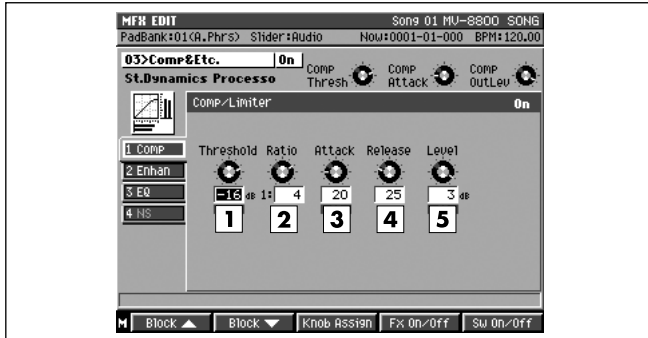 MFX EDIT Song 01 MV-8800 SONG
PadBank:01(A.Phrs) Slider:Audio Now:0001-01-000 BPM:120.00
03>Comp&Etc. On
St.Dynamics Processo
Comp Thresh Comp Attack Comp OutLev
Comp/Limiter On
1 Comp
2 Enhan
3 EQ
4 NS
Threshold Ratio Attack Release Level
-16 dB 1: 4 20 25 3 dB
1 2 3 4 5
M Block ▲ Block ▼ Knob Assign Fx On/Off Sw On/Off